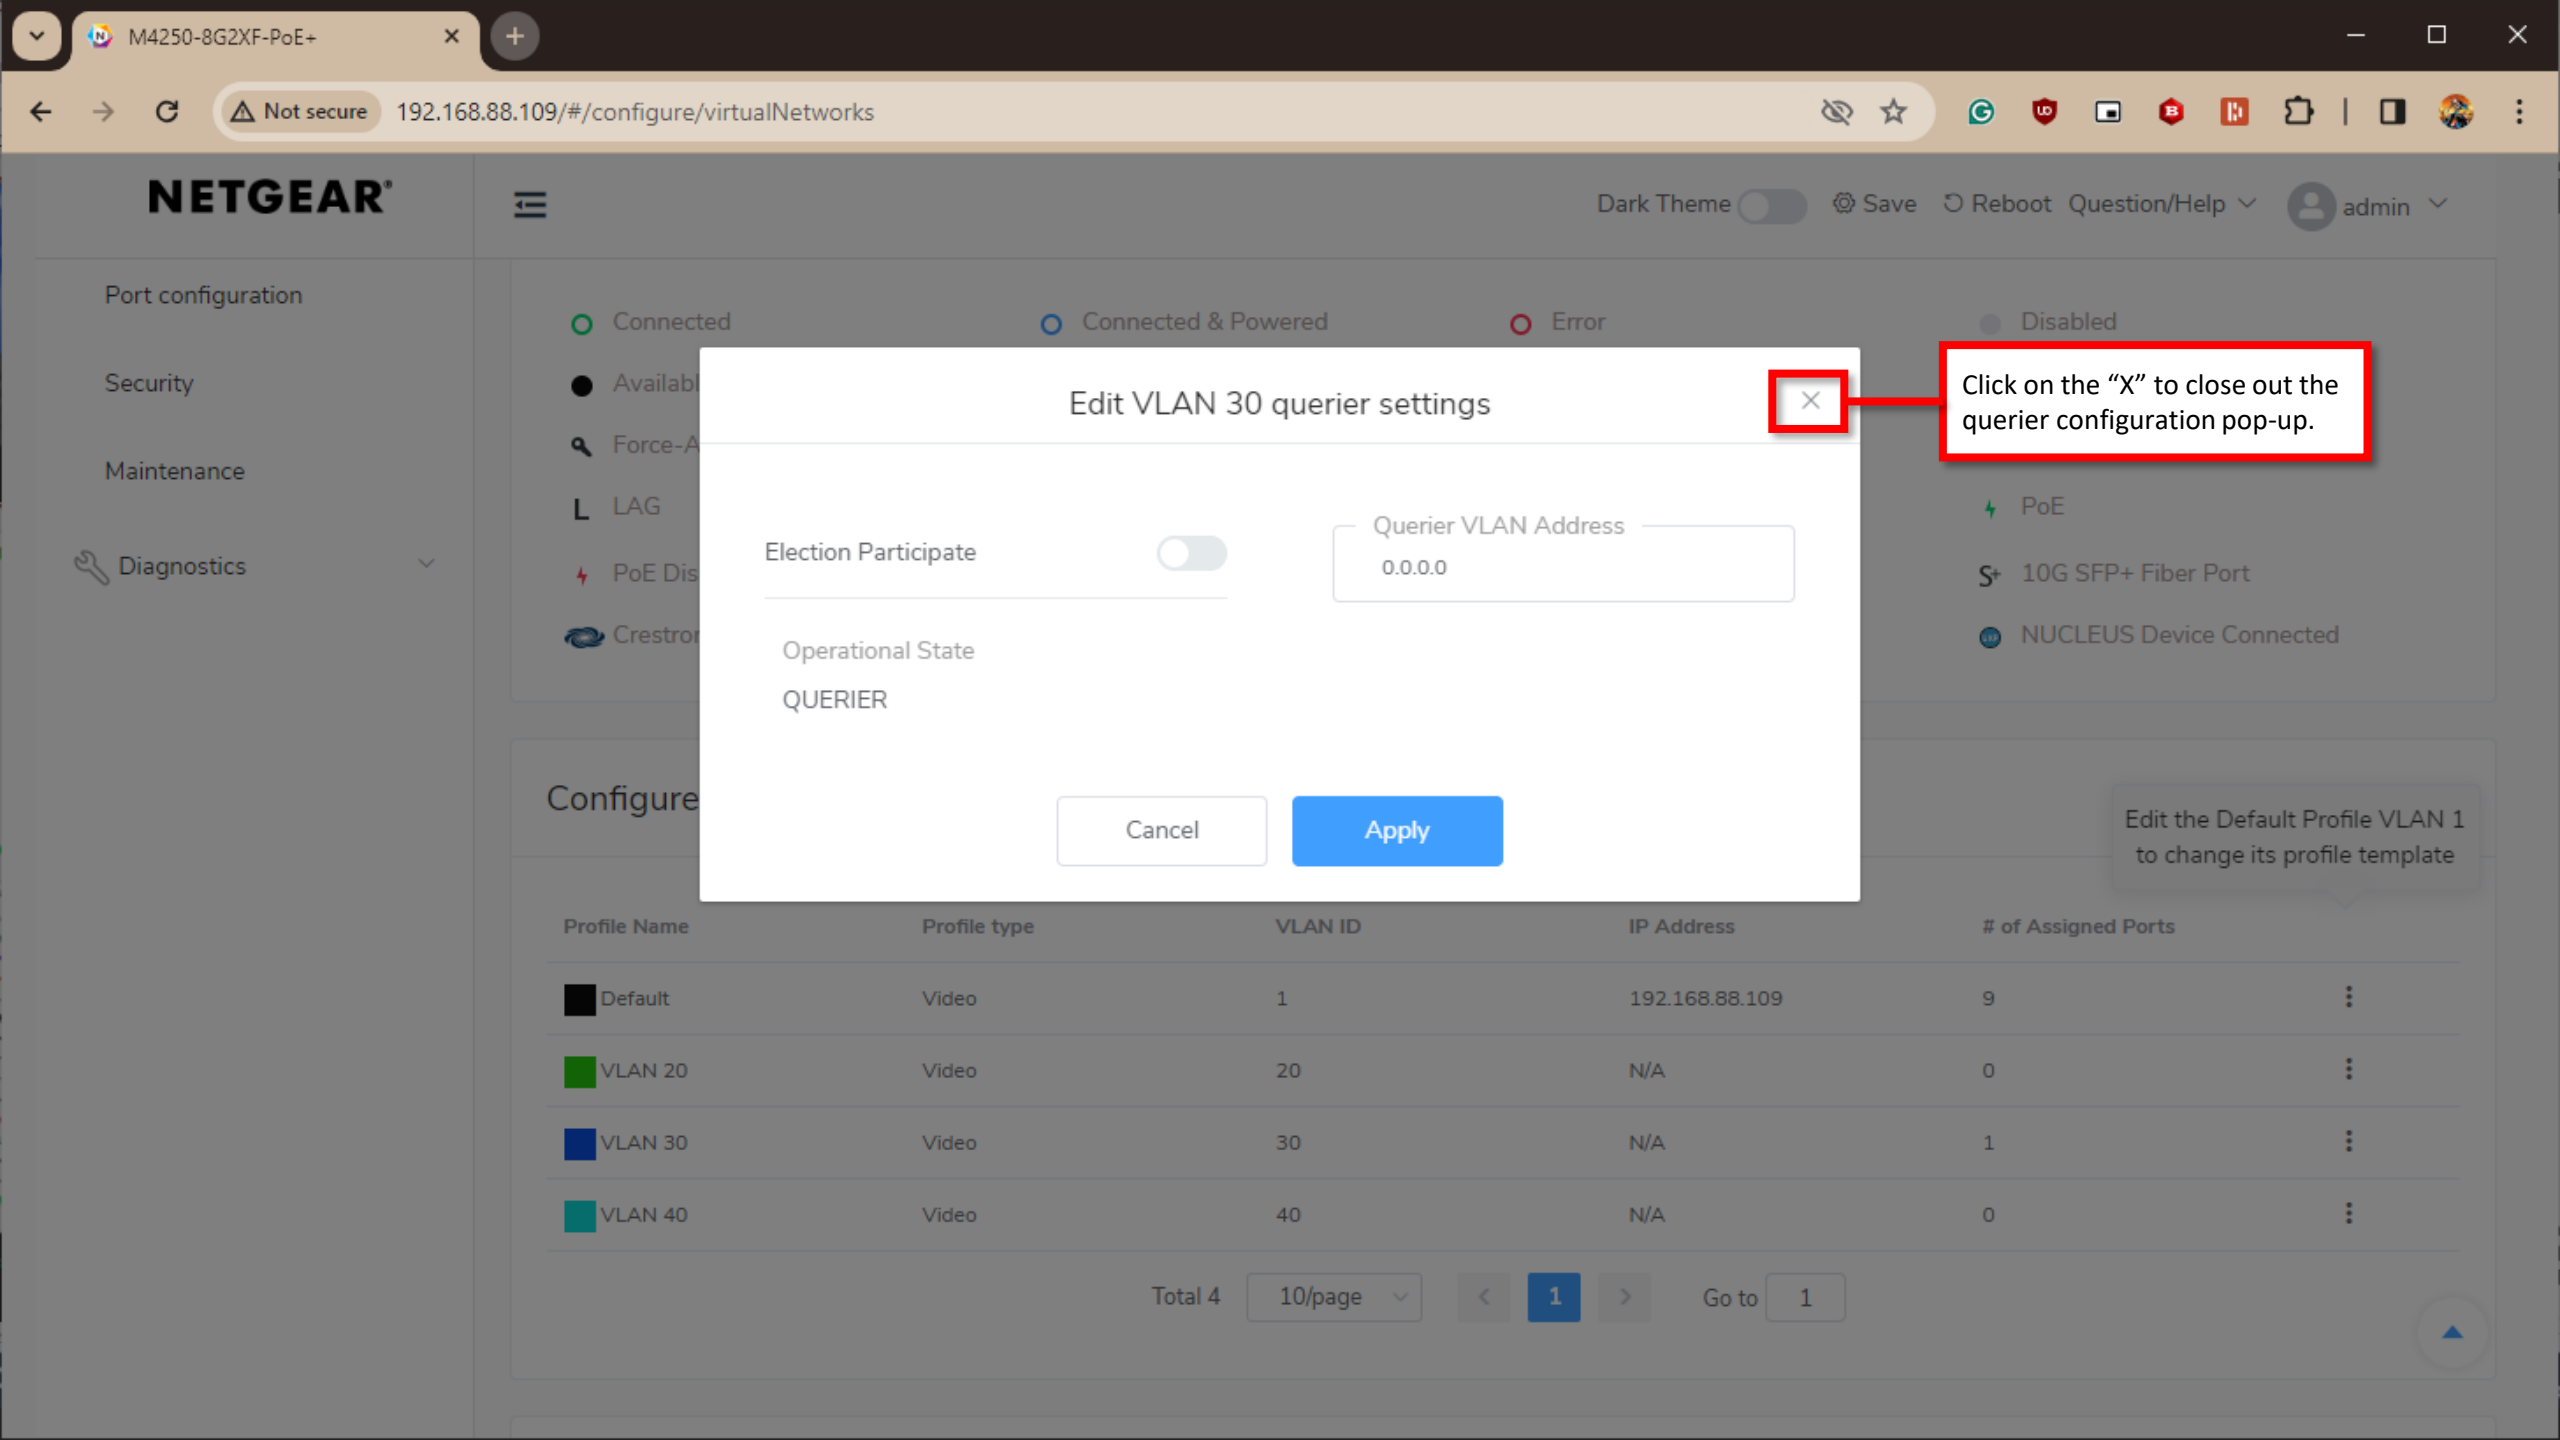 M4250-8G2XF-PoE+
Not secure 192.168.88.109/#/configure/virtualNetworks
NETGEAR®
Dark Theme Save Reboot Question/Help admin
Port configuration
Security
Maintenance
Diagnostics
Connected Connected & Powered Error Disabled
Availabl
Force-A
LAG
PoE
PoE Dis
10G SFP+ Fiber Port
Crestron
NUCLEUS Device Connected
Edit VLAN 30 querier settings
Click on the “X” to close out the
querier configuration pop-up.
Election Participate
Querier VLAN Address
0.0.0.0
Operational State
QUERIER
Cancel Apply
Configure
Edit the Default Profile VLAN 1
to change its profile template
Profile Name Profile type VLAN ID IP Address # of Assigned Ports
Default Video 1 192.168.88.109 9
VLAN 20 Video 20 N/A 0
VLAN 30 Video 30 N/A 1
VLAN 40 Video 40 N/A 0
Total 4 10/page < 1 > Go to 1